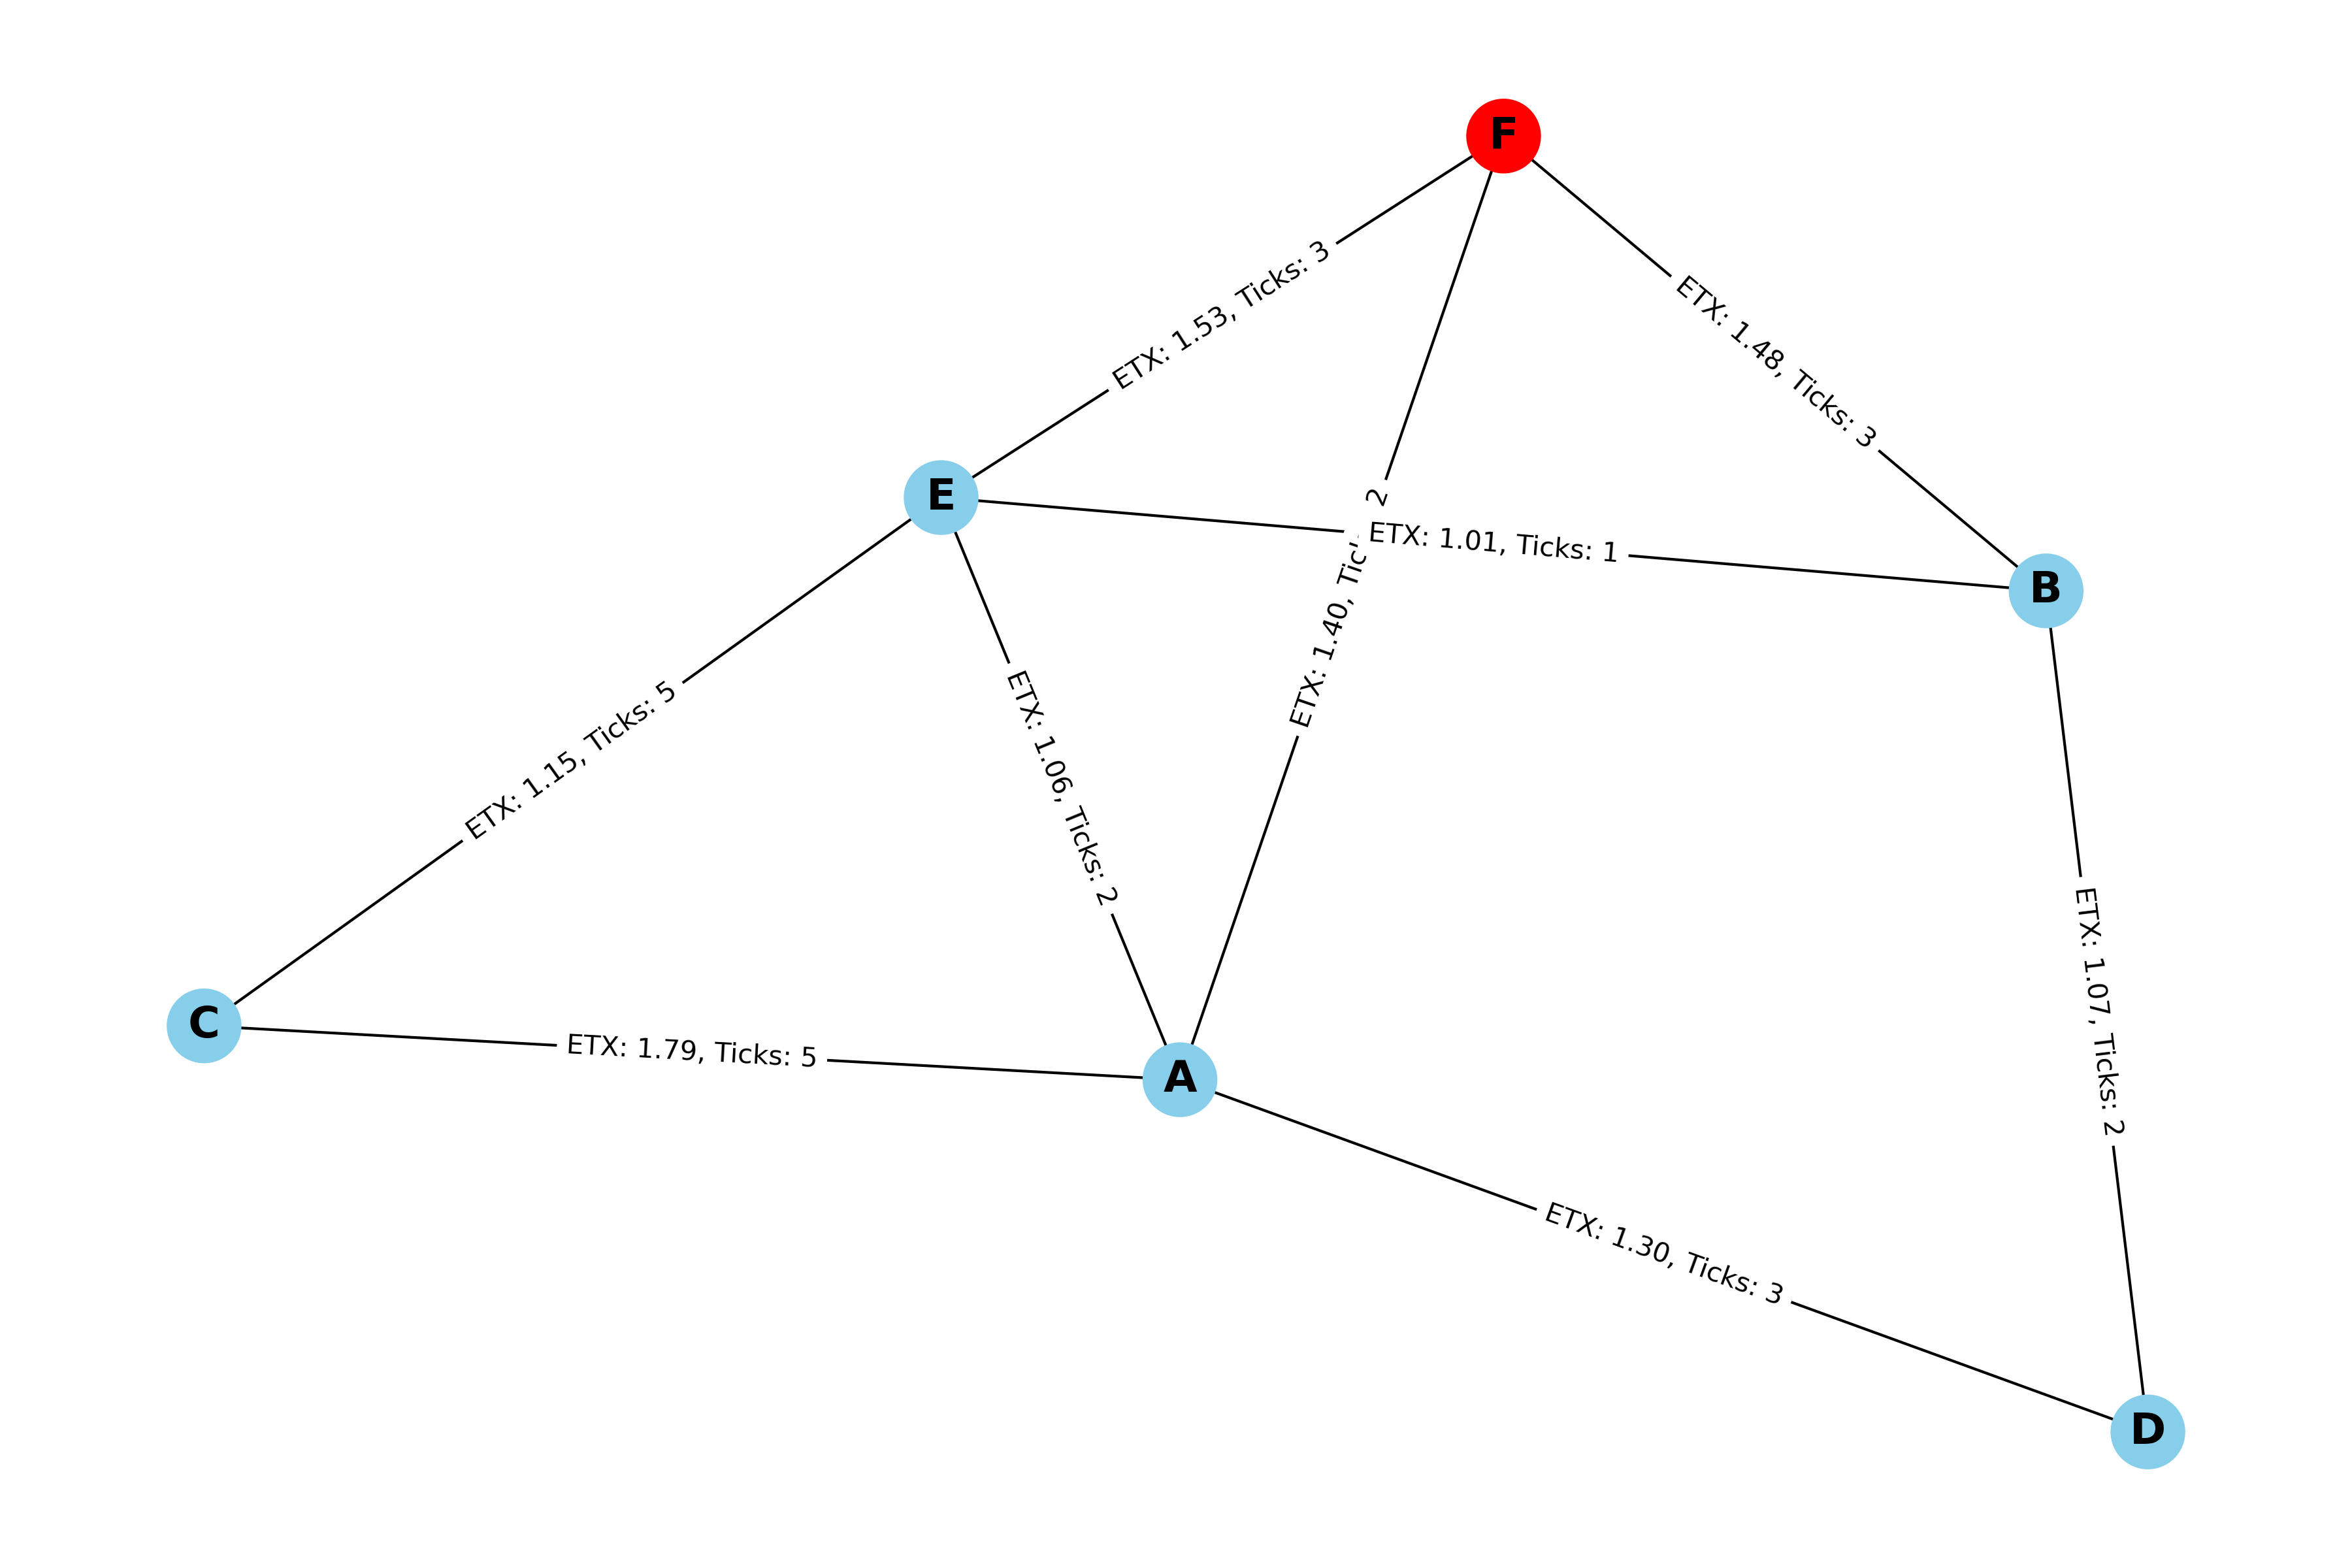 F
ETX: 1.53, Ticks: 3
ETX: 1.48, Ticks: 3
E
ETX: 1.01, Ticks: 1
B
ETX: 1.40, 2
ETX: 1.15, Ticks: 5
ETX: 1.06, Ticks: 2
ETX: 1.07, Ticks: 2
C
ETX: 1.79, Ticks: 5
A
ETX: 1.30, Ticks: 3
D